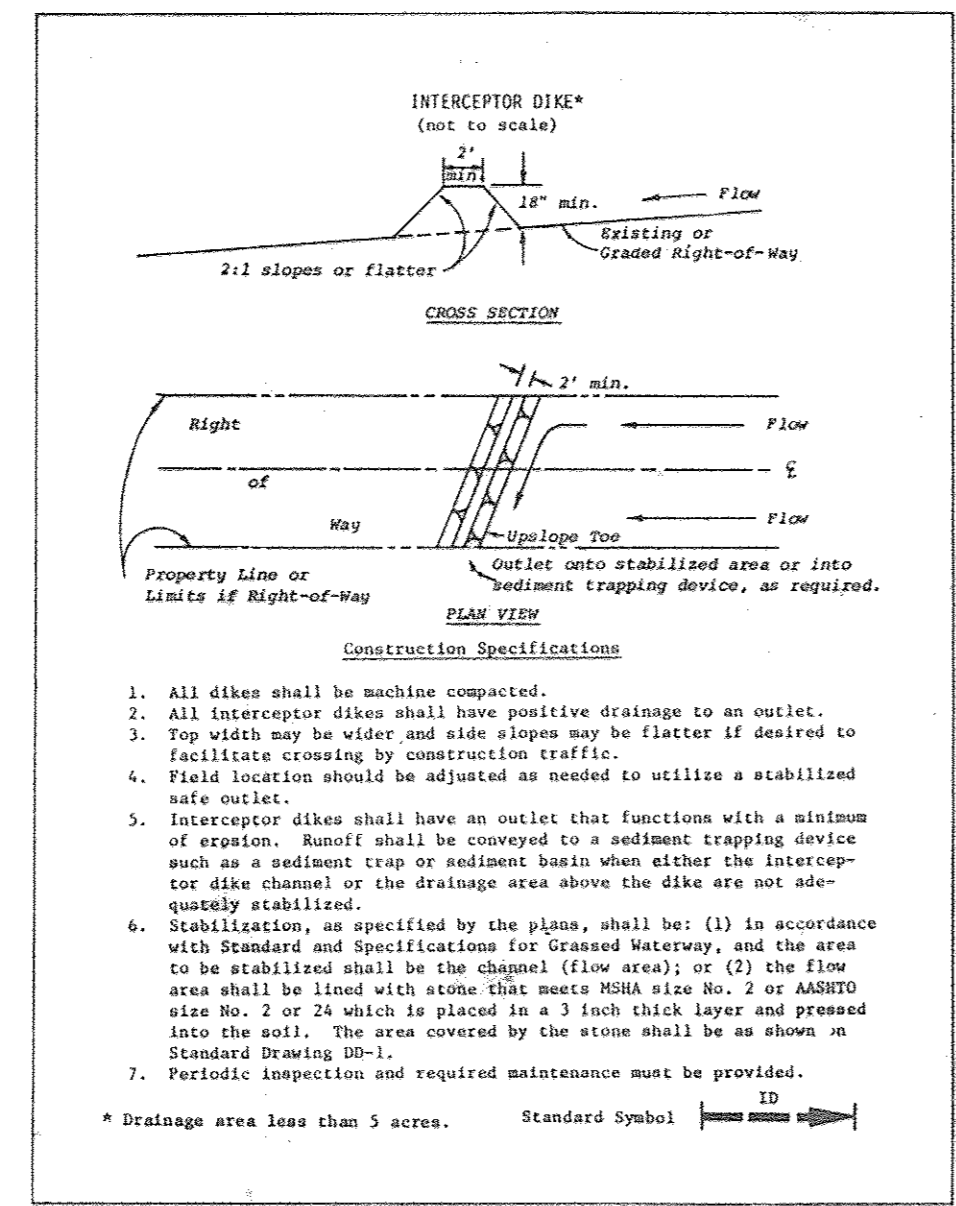 INTERCEPTOR DIKE*
(not to scale)
2'
min.
18" min.
Flow
Existing or
Graded Right-of-Way
2:1 slopes or flatter
CROSS SECTION
2' min.
Right
Flow
℄
of
Way
Flow
Upslope Toe
Outlet onto stabilized area or into
sediment trapping device, as required.
Property Line or
Limits if Right-of-Way
PLAN VIEW
Construction Specifications
1. All dikes shall be machine compacted.
2. All interceptor dikes shall have positive drainage to an outlet.
3. Top width may be wider and side slopes may be flatter if desired to
facilitate crossing by construction traffic.
4. Field location should be adjusted as needed to utilize a stabilized
safe outlet.
5. Interceptor dikes shall have an outlet that functions with a minimum
of erosion. Runoff shall be conveyed to a sediment trapping device
such as a sediment trap or sediment basin when either the intercep-
tor dike channel or the drainage area above the dike are not ade-
quately stabilized.
6. Stabilization, as specified by the plans, shall be: (1) in accordance
with Standard and Specifications for Grassed Waterway, and the area
to be stabilized shall be the channel (flow area); or (2) the flow
area shall be lined with stone that meets MSHA size No. 2 or AASHTO
size No. 2 or 24 which is placed in a 3 inch thick layer and pressed
into the soil. The area covered by the stone shall be as shown on
Standard Drawing DD-1.
7. Periodic inspection and required maintenance must be provided.
* Drainage area less than 5 acres.
Standard Symbol
ID